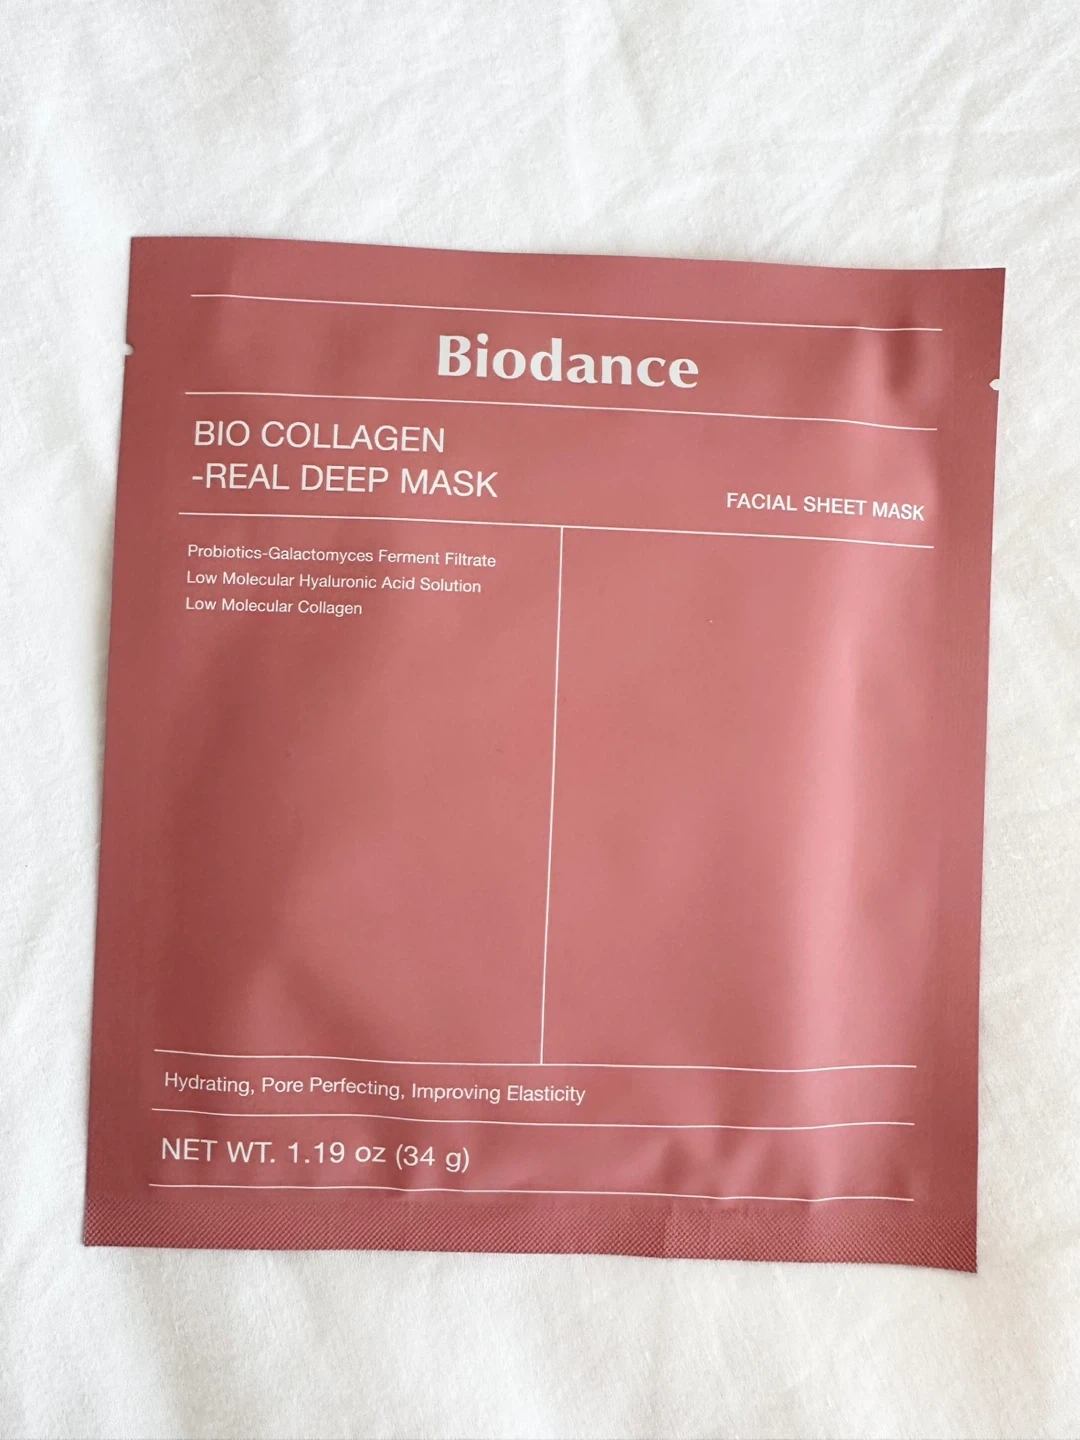 Biodance
BIO COLLAGEN
-REAL DEEP MASK
FACIAL SHEET MASK
Probiotics-Galactomyces Ferment Filtrate
Low Molecular Hyaluronic Acid Solution
Low Molecular Collagen
Hydrating, Pore Perfecting, Improving Elasticity
NET WT. 1.19 oz (34 g)